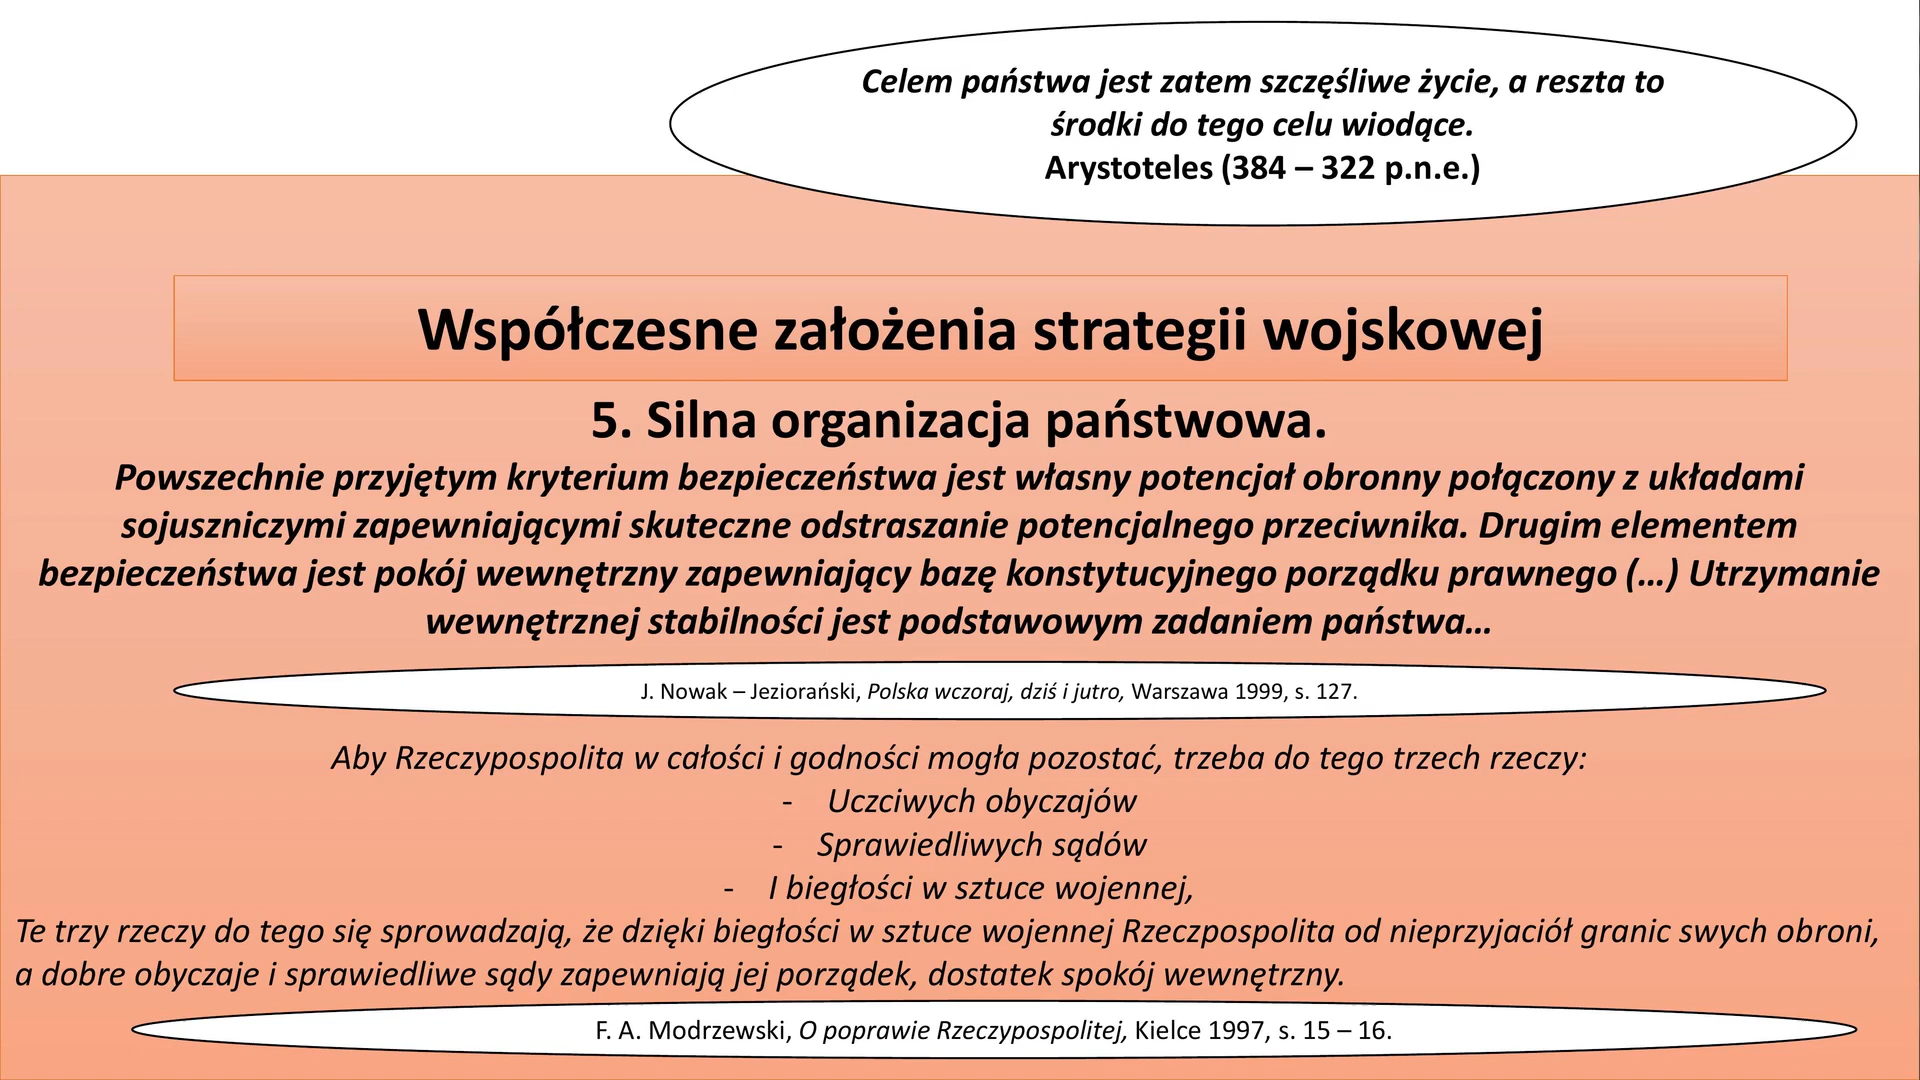 Celem państwa jest zatem szczęśliwe życie, a reszta to
środki do tego celu wiodące.
Arystoteles (384 – 322 p.n.e.)
Współczesne założenia strategii wojskowej
5. Silna organizacja państwowa.
Powszechnie przyjętym kryterium bezpieczeństwa jest własny potencjał obronny połączony z układami
sojuszniczymi zapewniającymi skuteczne odstraszanie potencjalnego przeciwnika. Drugim elementem
bezpieczeństwa jest pokój wewnętrzny zapewniający bazę konstytucyjnego porządku prawnego (…) Utrzymanie
wewnętrznej stabilności jest podstawowym zadaniem państwa…
J. Nowak – Jeziorański, Polska wczoraj, dziś i jutro, Warszawa 1999, s. 127.
Aby Rzeczypospolita w całości i godności mogła pozostać, trzeba do tego trzech rzeczy:
- Uczciwych obyczajów
- Sprawiedliwych sądów
- I biegłości w sztuce wojennej,
Te trzy rzeczy do tego się sprowadzają, że dzięki biegłości w sztuce wojennej Rzeczpospolita od nieprzyjaciół granic swych obroni,
a dobre obyczaje i sprawiedliwe sądy zapewniają jej porządek, dostatek spokój wewnętrzny.
F. A. Modrzewski, O poprawie Rzeczypospolitej, Kielce 1997, s. 15 – 16.